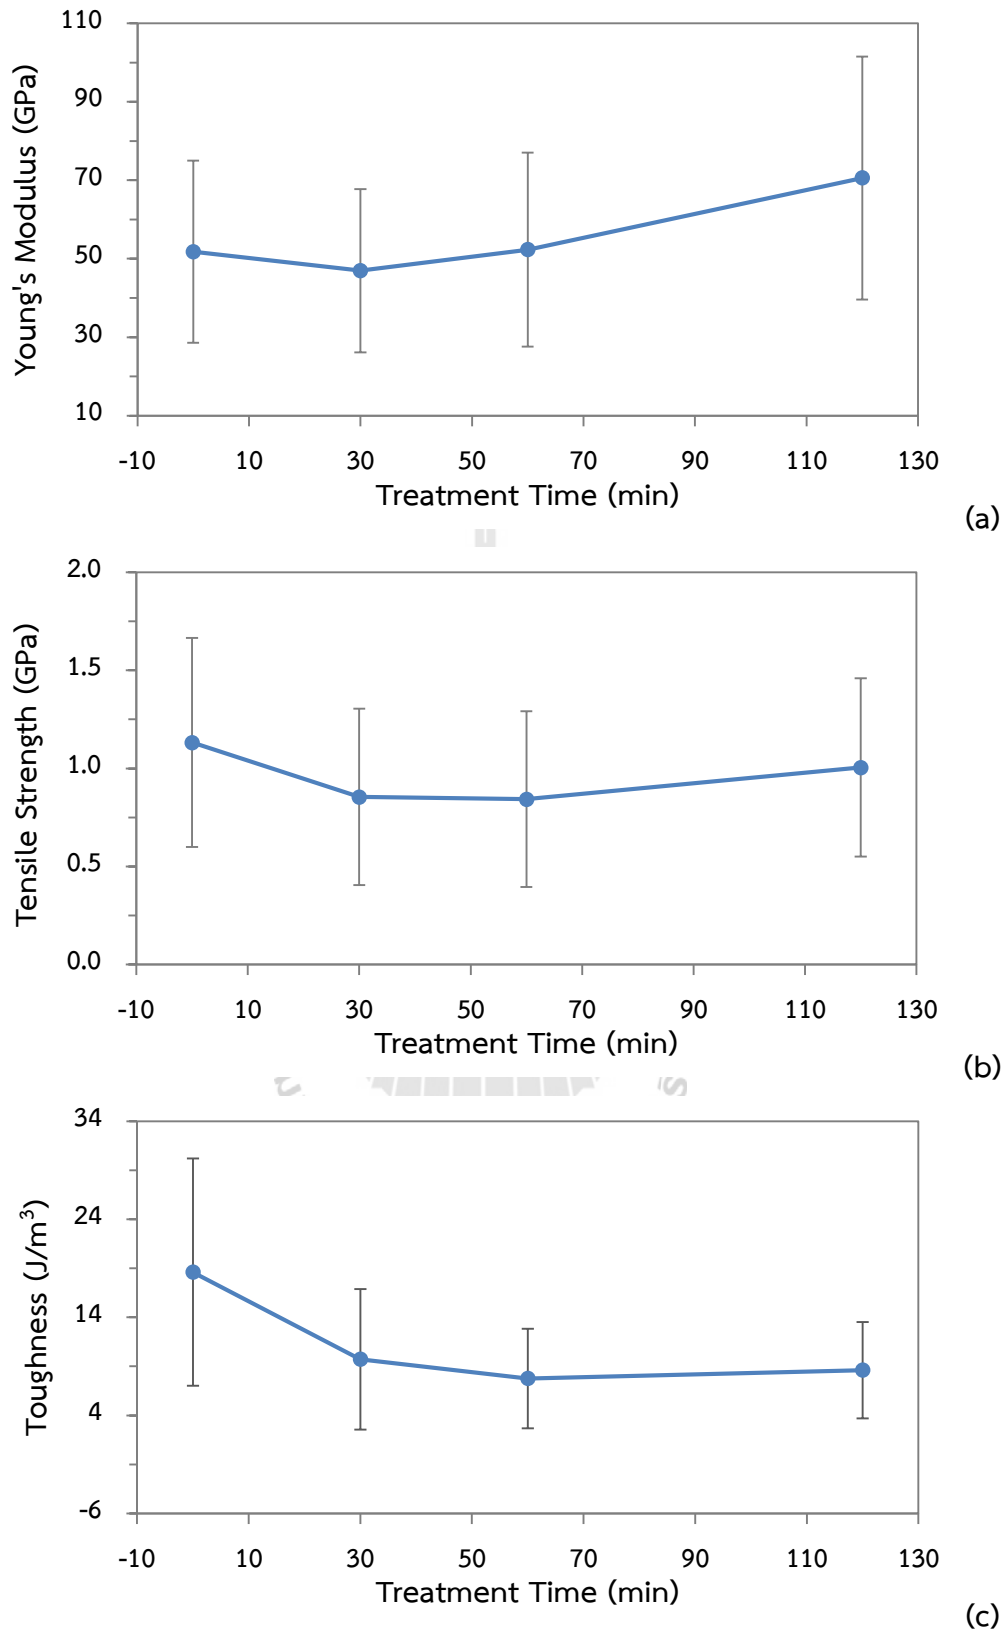 110
90
70
50
30
10
Young's Modulus (GPa)
-10 10 30 50 70 90 110 130
Treatment Time (min)
(a)
2.0
1.5
1.0
0.5
0.0
Tensile Strength (GPa)
-10 10 30 50 70 90 110 130
Treatment Time (min)
(b)
34
24
14
4
-6
Toughness (J/m³)
-10 10 30 50 70 90 110 130
Treatment Time (min)
(c)